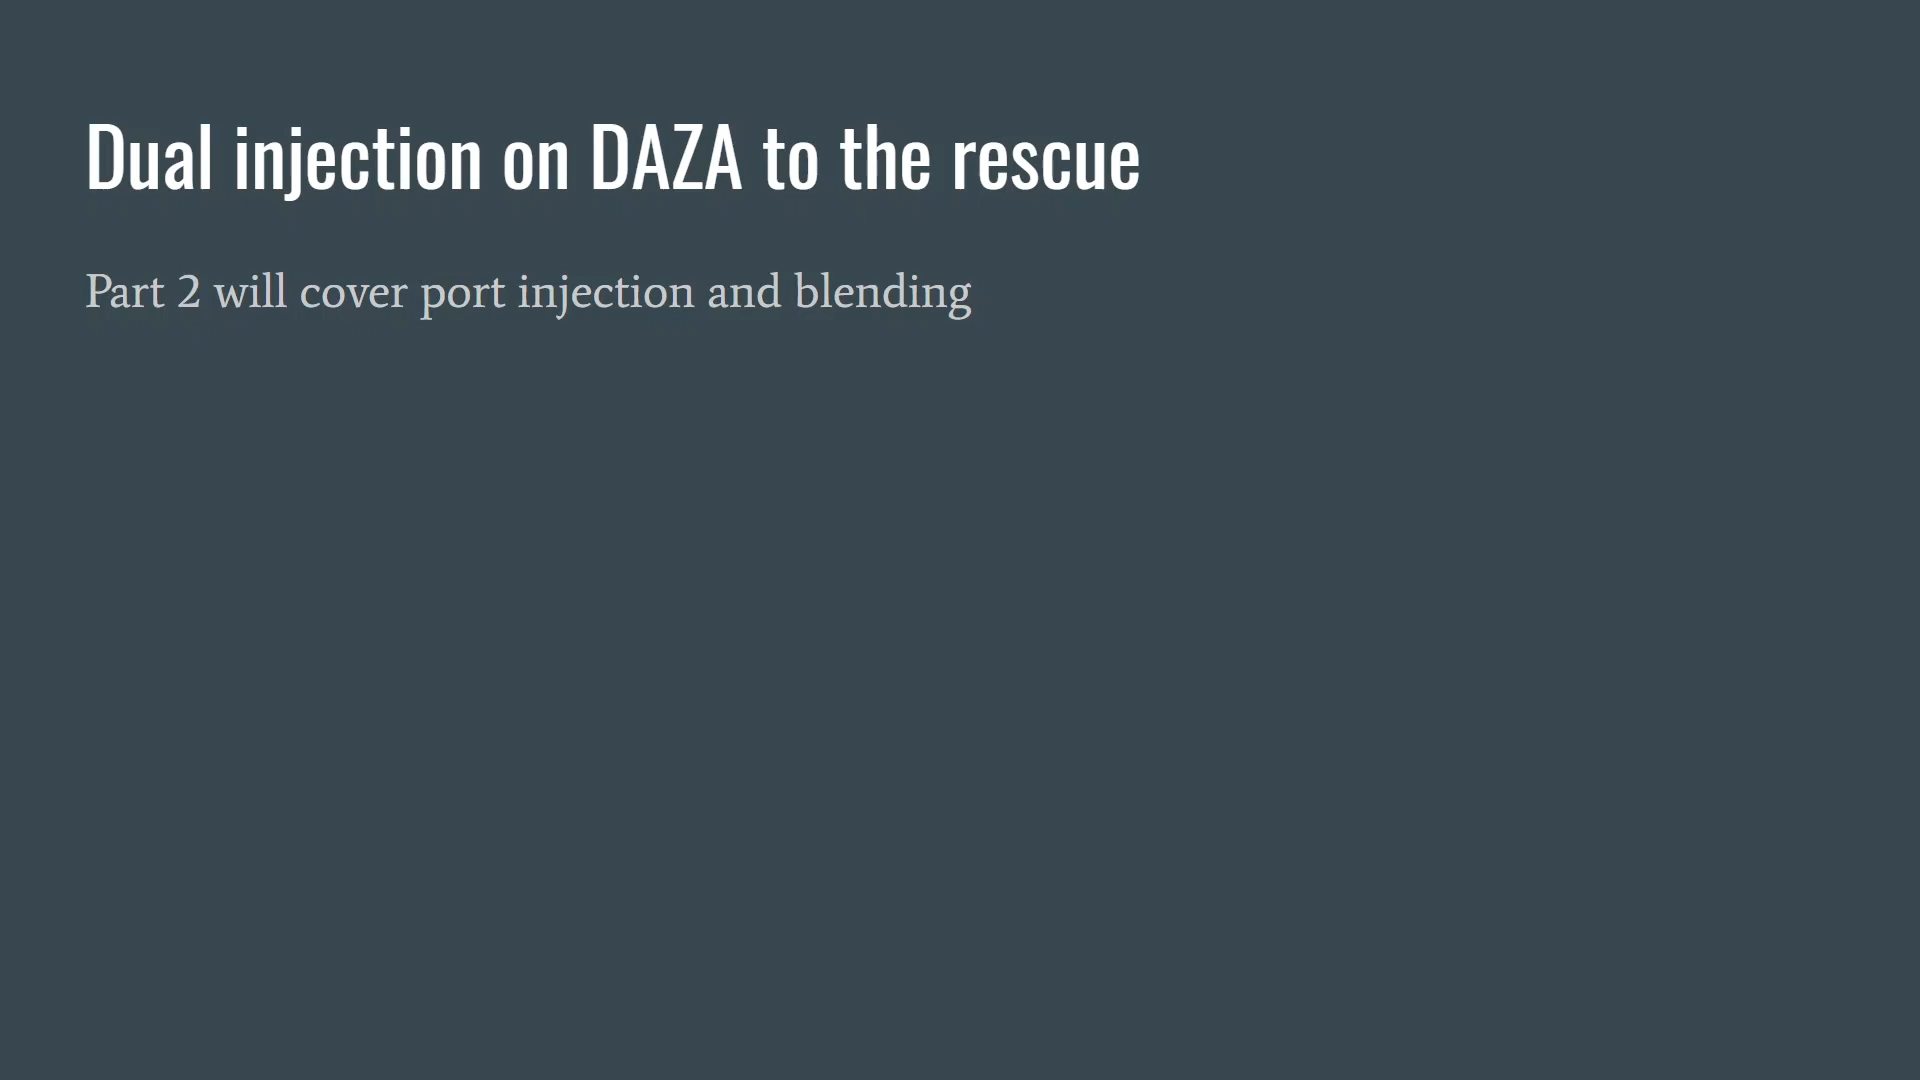 Dual injection on DAZA to the rescue
Part 2 will cover port injection and blending